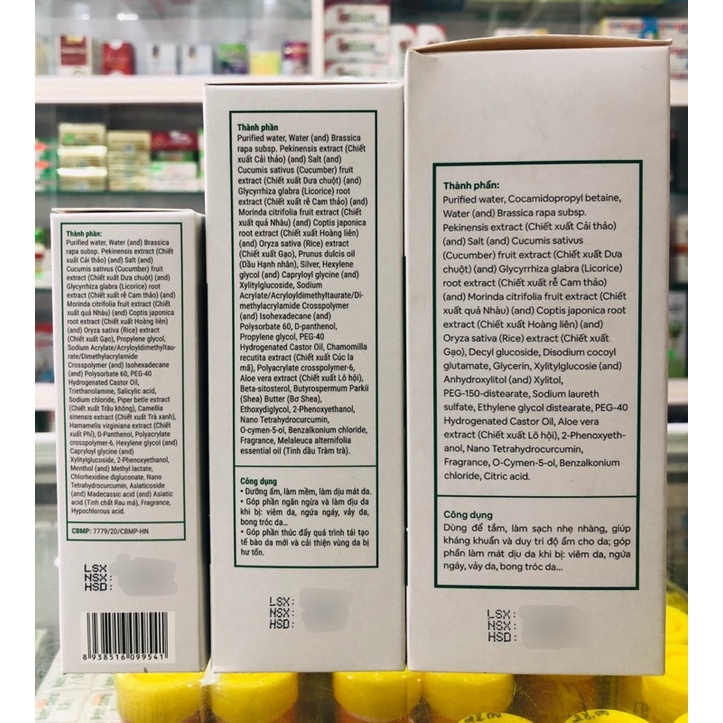 Thành phần:
Purified water, Water (and) Brassica
rapa subsp. Pekinensis extract (Chiết
xuất Cải thảo) (and) Salt (and)
Cucumis sativus (Cucumber) fruit
extract (Chiết xuất Dưa chuột) (and)
Glycyrrhiza glabra (Licorice) root
extract (Chiết xuất rễ Cam thảo) (and)
Morinda citrifolia fruit extract (Chiết
xuất quả Nhàu) (and) Coptis japonica
root extract (Chiết xuất Hoàng liên)
(and) Oryza sativa (Rice) extract
(Chiết xuất Gạo), Propylene glycol,
Sodium Acrylate/Acryloyldimethyltau-
rate/Dimethylacrylamide
Crosspolymer (and) Isohexadecane
(and) Polysorbate 60, PEG-40
Hydrogenated Castor Oil,
Triethanolamine, Salicylic acid,
Sodium chloride, Piper betle extract
(Chiết xuất Trầu không), Camellia
sinensis extract (Chiết xuất Trà xanh),
Hamamelis virginiana extract (Chiết
xuất Phỉ), D-Panthenol, Polyacrylate
crosspolymer-6, Hexylene glycol (and)
Capryloyl glycine (and)
Xylitylglucoside, 2-Phenoxyethanol,
Menthol (and) Methyl lactate,
Chlorhexidine digluconate, Nano
Tetrahydrocurcumin, Asiaticoside
(and) Madecassic acid (and) Asiatic
acid (Tinh chất Rau má), Fragrance,
Hypochlorous acid.
CBMP: 7779/20/CBMP-HN
LSX :
NSX :
HSD :
8 938516 099541
Thành phần
Purified water, Water (and) Brassica
rapa subsp. Pekinensis extract (Chiết
xuất Cải thảo) (and) Salt (and)
Cucumis sativus (Cucumber) fruit
extract (Chiết xuất Dưa chuột) (and)
Glycyrrhiza glabra (Licorice) root
extract (Chiết xuất rễ Cam thảo) (and)
Morinda citrifolia fruit extract (Chiết
xuất quả Nhàu) (and) Coptis japonica
root extract (Chiết xuất Hoàng liên)
(and) Oryza sativa (Rice) extract
(Chiết xuất Gạo), Prunus dulcis oil
(Dầu Hạnh nhân), Silver, Hexylene
glycol (and) Capryloyl glycine (and)
Xylitylglucoside, Sodium
Acrylate/Acryloyldimethyltaurate/Di-
methylacrylamide Crosspolymer
(and) Isohexadecane (and)
Polysorbate 60, D-panthenol,
Propylene glycol, PEG-40
Hydrogenated Castor Oil, Chamomilla
recutita extract (Chiết xuất Cúc la
mã), Polyacrylate crosspolymer-6,
Aloe vera extract (Chiết xuất Lô hội),
Beta-sitosterol, Butyrospermum Parkii
(Shea) Butter (Bơ Shea),
Ethoxydiglycol, 2-Phenoxyethanol,
Nano Tetrahydrocurcumin,
O-cymen-5-ol, Benzalkonium chloride,
Fragrance, Melaleuca alternifolia
essential oil (Tinh dầu Tràm trà).
Công dụng
• Dưỡng ẩm, làm mềm, làm dịu mát da.
• Góp phần ngăn ngừa và làm dịu da
khi bị: viêm da, ngứa ngáy, vảy da,
bong tróc da...
• Góp phần thúc đẩy quá trình tái tạo
tế bào da mới và cải thiện vùng da bị
hư tổn.
LSX :
NSX :
HSD :
Thành phần:
Purified water, Cocamidopropyl betaine,
Water (and) Brassica rapa subsp.
Pekinensis extract (Chiết xuất Cải thảo)
(and) Salt (and) Cucumis sativus
(Cucumber) fruit extract (Chiết xuất Dưa
chuột) (and) Glycyrrhiza glabra (Licorice)
root extract (Chiết xuất rễ Cam thảo)
(and) Morinda citrifolia fruit extract (Chiết
xuất quả Nhàu) (and) Coptis japonica root
extract (Chiết xuất Hoàng liên) (and)
Oryza sativa (Rice) extract (Chiết xuất
Gạo), Decyl glucoside, Disodium cocoyl
glutamate, Glycerin, Xylitylglucosie (and)
Anhydroxylitol (and) Xylitol,
PEG-150-distearate, Sodium laureth
sulfate, Ethylene glycol distearate, PEG-40
Hydrogenated Castor Oil, Aloe vera
extract (Chiết xuất Lô hội), 2-Phenoxyeth-
anol, Nano Tetrahydrocurcumin,
Fragrance, O-Cymen-5-ol, Benzalkonium
chloride, Citric acid.
Công dụng
Dùng để tắm, làm sạch nhẹ nhàng, giúp
kháng khuẩn và duy trì độ ẩm cho da; góp
phần làm mát dịu da khi bị: viêm da, ngứa
ngáy, vảy da, bong tróc da...
LSX :
NSX :
HSD :